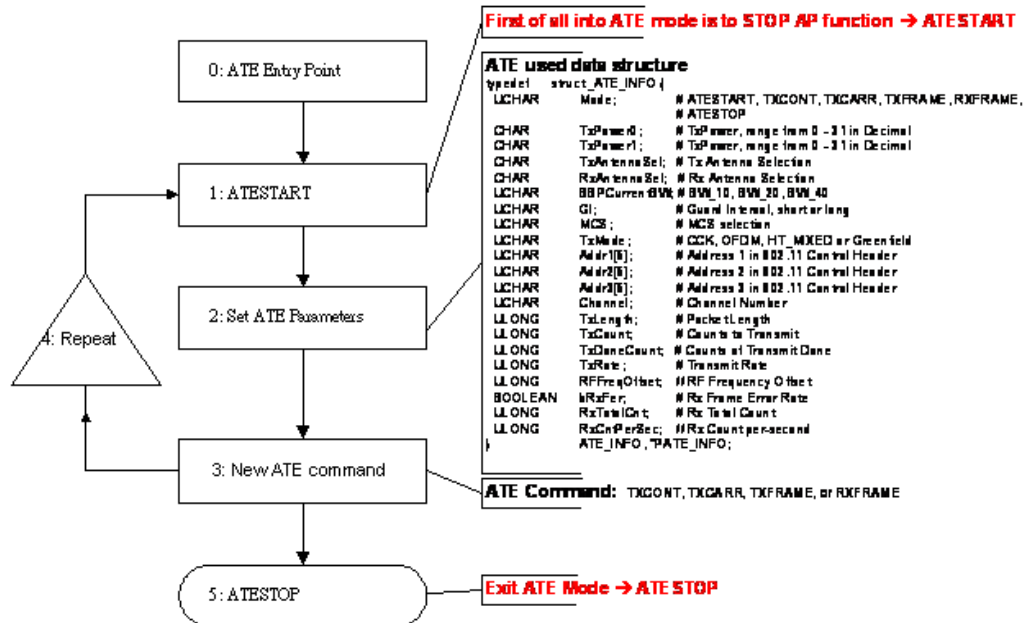 First of all into ATE mode is to STOP AP function → ATESTART
0: ATE Entry Point
1: ATESTART
2: Set ATE Parameters
3: New ATE command
4: Repeat
5: ATESTOP
ATE used data structure
typedef struct_ATE_INFO {
UCHAR Mode; # ATESTART, TXCONT, TXCARR, TXFRAME, RXFRAME,
# ATESTOP
CHAR TxPower0; # TxPower, range from 0 ~ 31 in Decimal
CHAR TxPower1; # TxPower, range from 0 ~ 31 in Decimal
CHAR TxAntennaSel; # Tx Antenna Selection
CHAR RxAntennaSel; # Rx Antenna Selection
UCHAR BBPCurrentBW; # BW_10, BW_20, BW_40
UCHAR GI; # Guard Interval, short or long
UCHAR MCS; # MCS selection
UCHAR TxMode; # CCK, OFDM, HT_MIXED or Greenfield
UCHAR Addr1[6]; # Address 1 in 802.11 Control Header
UCHAR Addr2[6]; # Address 2 in 802.11 Control Header
UCHAR Addr3[6]; # Address 3 in 802.11 Control Header
UCHAR Channel; # Channel Number
ULONG TxLength; # Packet Length
ULONG TxCount; # Counts to Transmit
ULONG TxDoneCount; # Counts of Transmit Done
ULONG TxRate; # Transmit Rate
ULONG RFFreqOffset; # RF Frequency Offset
BOOLEAN bRxFer; # Rx Frame Error Rate
ULONG RxTotalCnt; # Rx Total Count
ULONG RxCntPerSec; # Rx Count per-second
} ATE_INFO, *PATE_INFO;
ATE Command: TXCONT, TXCARR, TXFRAME, or RXFRAME
Exit ATE Mode → ATESTOP